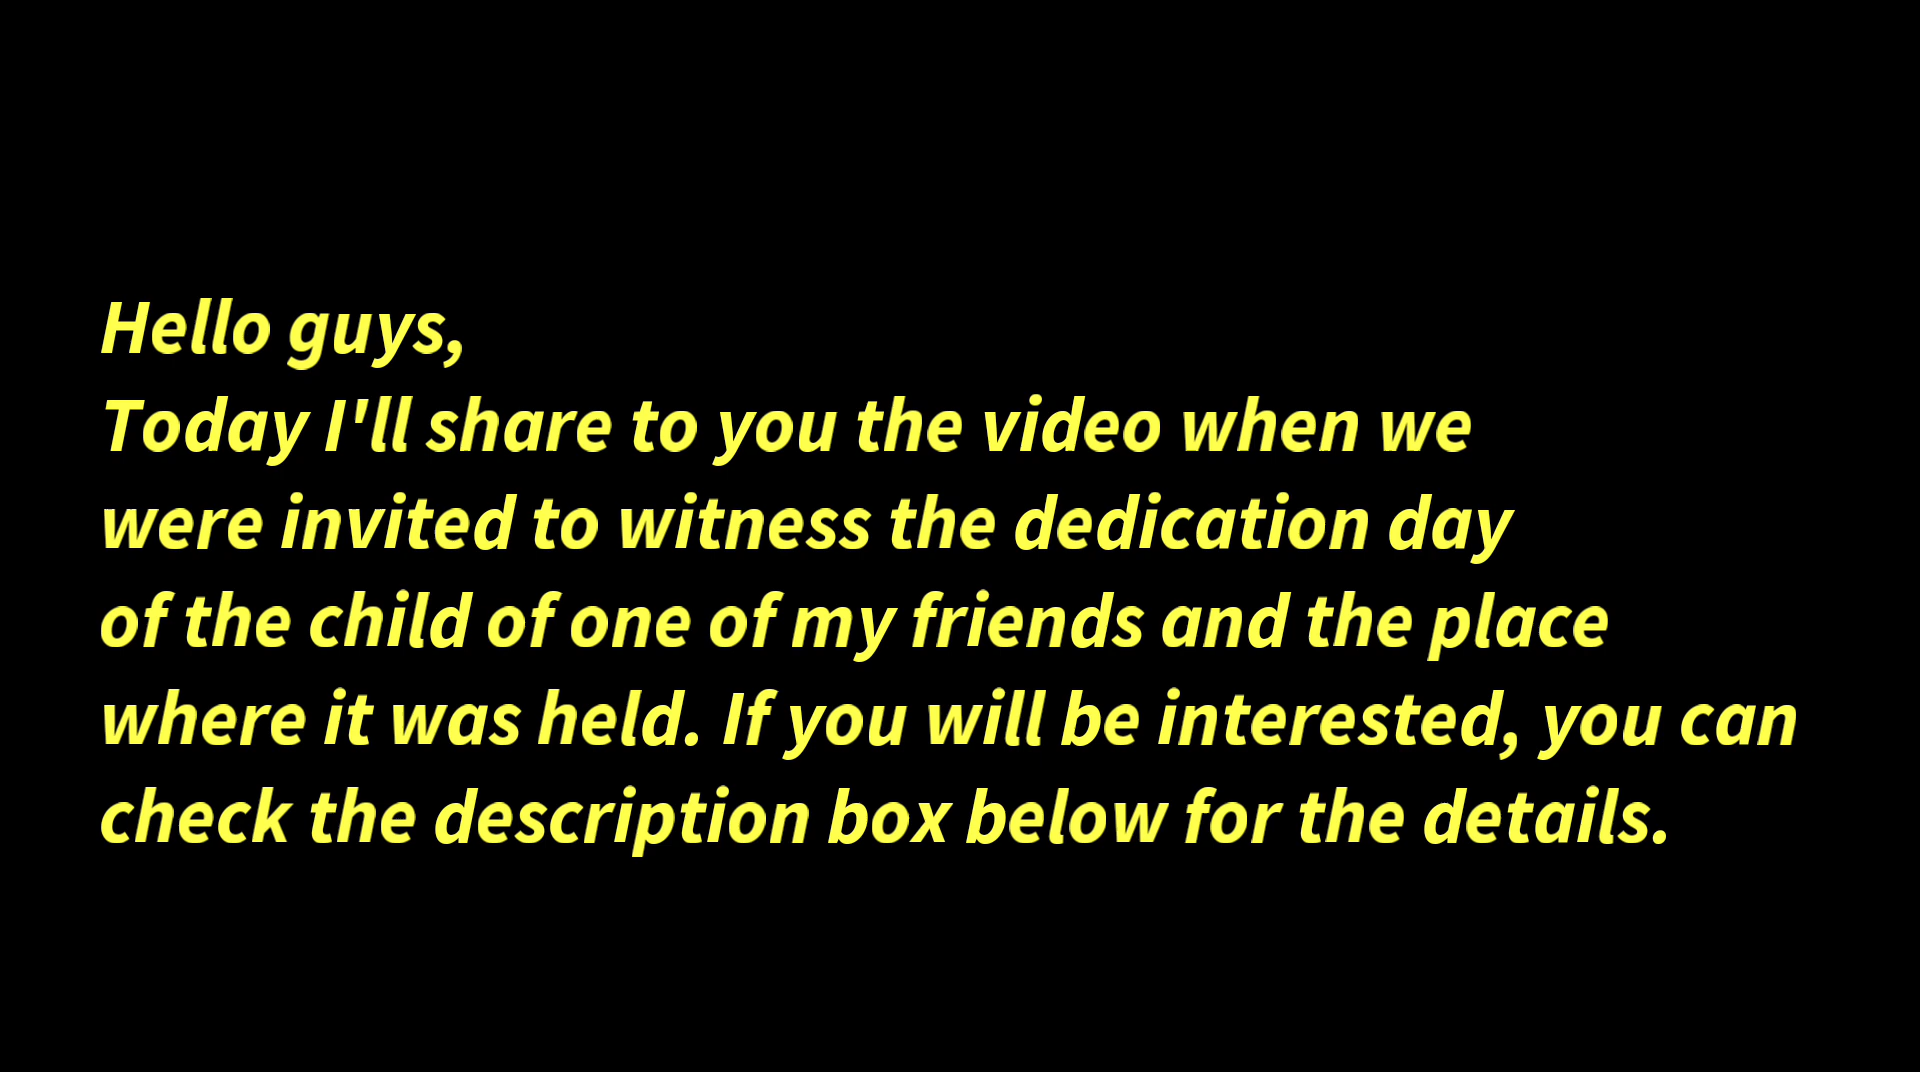 Hello guys,
Today I'll share to you the video when we
were invited to witness the dedication day
of the child of one of my friends and the place
where it was held. If you will be interested, you can
check the description box below for the details.